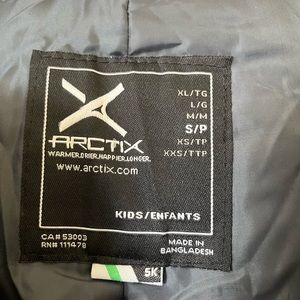 XL/TG
L/G
M/M
S/P
XS/TP
XXS/TTP
ARCTIX
WARMER.DRIER.HAPPIER.LONGER.
www.arctix.com
KIDS/ENFANTS
CA# 53003
RN# 111478
MADE IN
BANGLADESH
5K